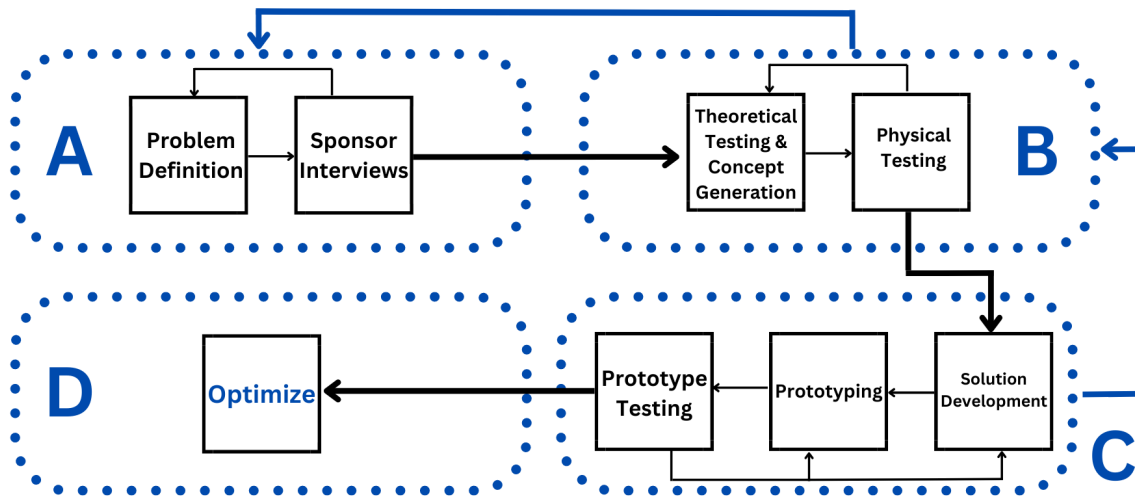 A
Problem
Definition
Sponsor
Interviews
Theoretical
Testing &
Concept
Generation
Physical
Testing
B
D
Optimize
Prototype
Testing
Prototyping
Solution
Development
C